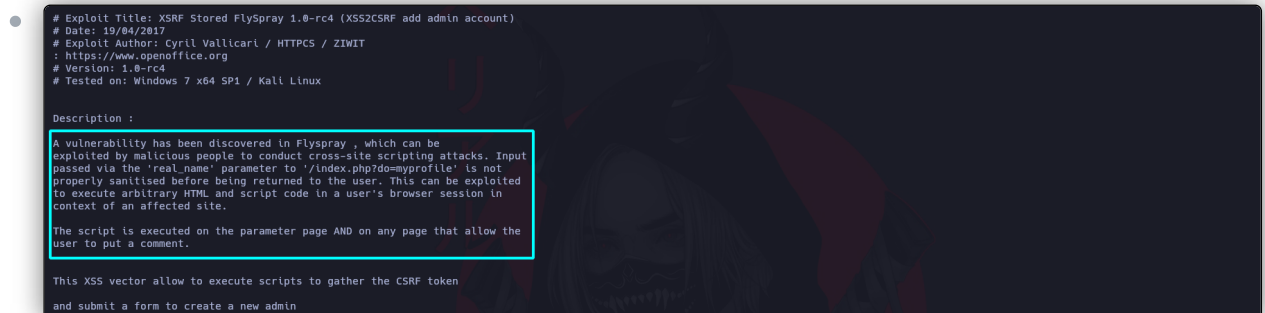 # Exploit Title: XSRF Stored FlySpray 1.0-rc4 (XSS2CSRF add admin account)
# Date: 19/04/2017
# Exploit Author: Cyril Vallicari / HTTPCS / ZIWIT
: https://www.openoffice.org
# Version: 1.0-rc4
# Tested on: Windows 7 x64 SP1 / Kali Linux
Description :
A vulnerability has been discovered in Flyspray , which can be
exploited by malicious people to conduct cross-site scripting attacks. Input
passed via the 'real_name' parameter to '/index.php?do=myprofile' is not
properly sanitised before being returned to the user. This can be exploited
to execute arbitrary HTML and script code in a user's browser session in
context of an affected site.
The script is executed on the parameter page AND on any page that allow the
user to put a comment.
This XSS vector allow to execute scripts to gather the CSRF token
and submit a form to create a new admin